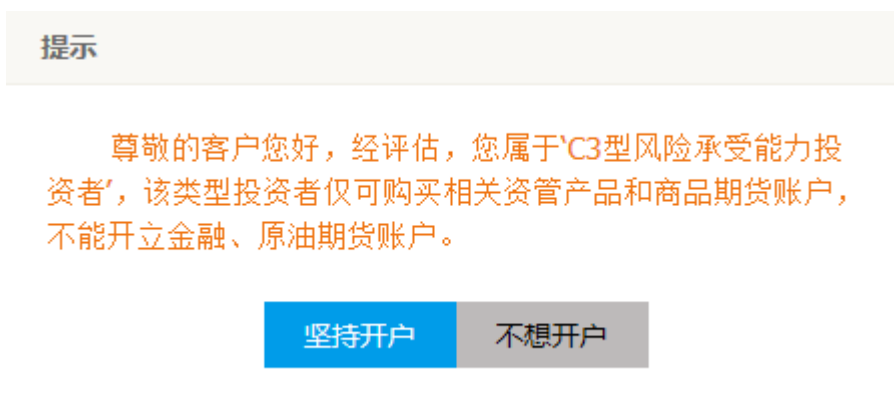 提示
尊敬的客户您好，经评估，您属于‘C3型风险承受能力投
资者’，该类型投资者仅可购买相关资管产品和商品期货账户，
不能开立金融、原油期货账户。
坚持开户 不想开户